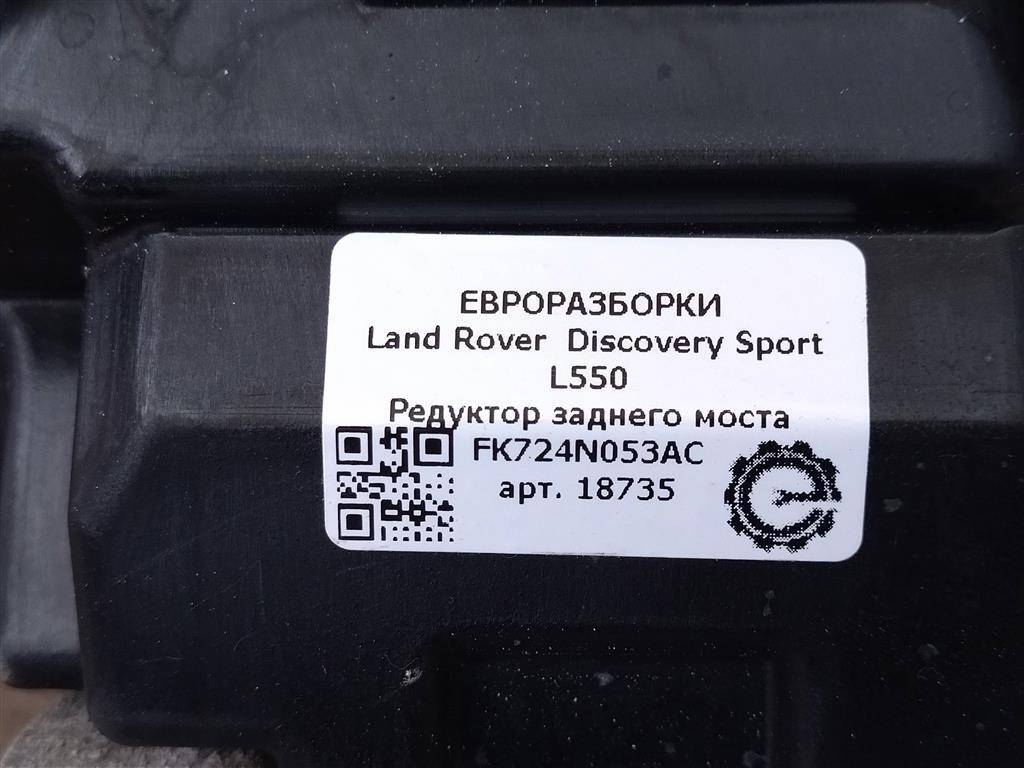 ЕВРОРАЗБОРКИ
Land Rover Discovery Sport
L550
Редуктор заднего моста
FK724N053AC
арт. 18735